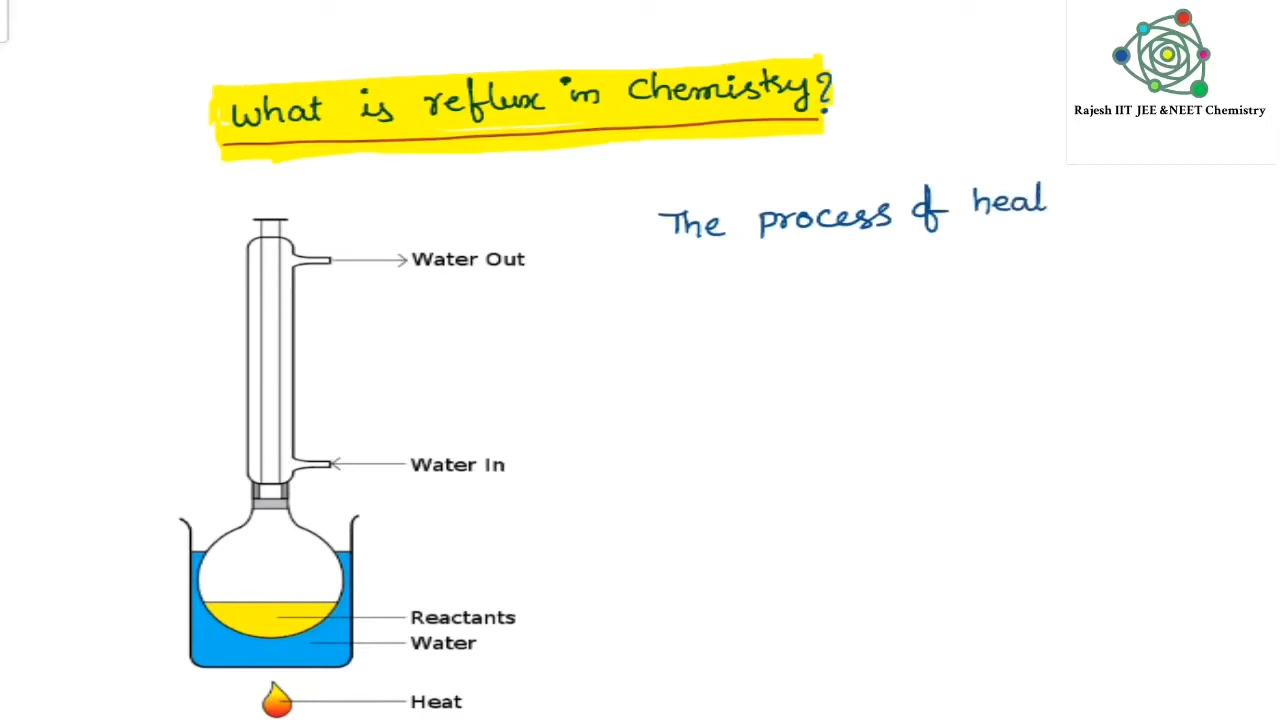 What is reflux in Chemistry?
Rajesh IIT JEE &NEET Chemistry
The process of heat
Water Out
Water In
Reactants
Water
Heat